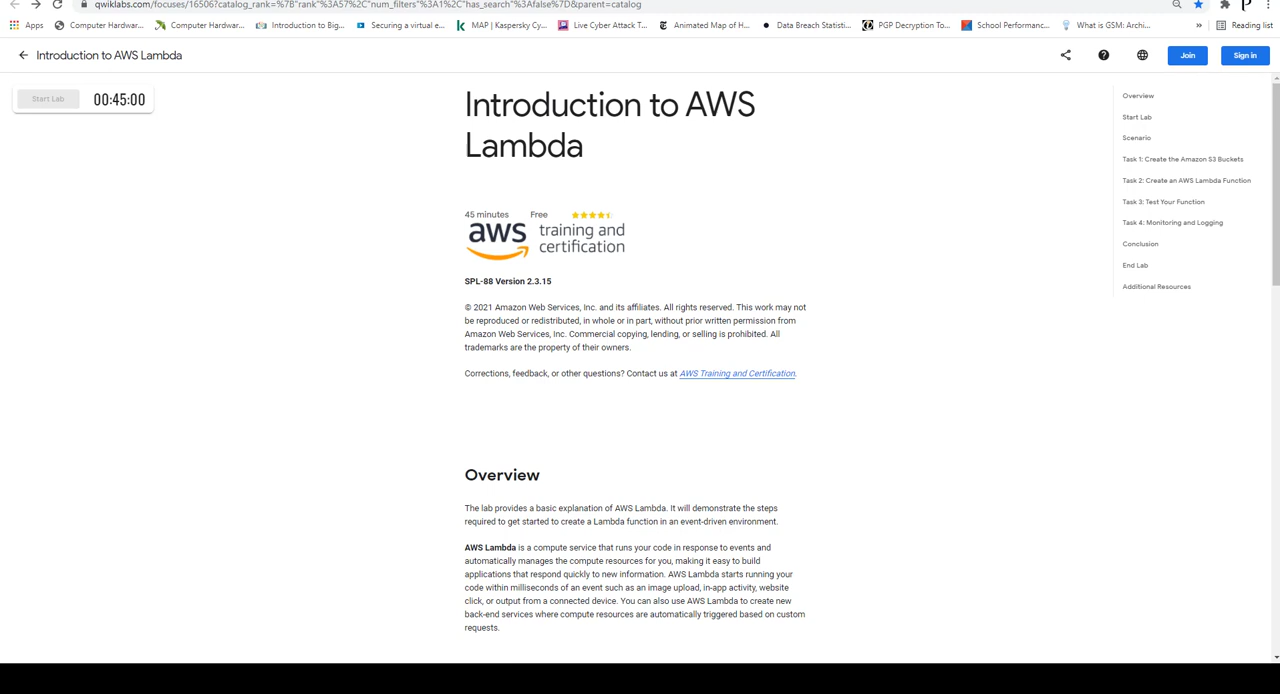 qwiklabs.com/focuses/16506?catalog_rank=%7B"rank"%3A57%2C"num_filters"%3A1%2C"has_search"%3Afalse%7D&parent=catalog
Apps Computer Hardwar... Computer Hardwar... Introduction to Big... Securing a virtual e... MAP | Kaspersky Cy... Live Cyber Attack T... Animated Map of H... Data Breach Statisti... PGP Decryption To... School Performanc... What is GSM: Archi... » Reading list
Introduction to AWS Lambda
Join
Sign in
Start Lab 00:45:00
Introduction to AWS
Lambda
45 minutes Free
aws training and
certification
SPL-88 Version 2.3.15
© 2021 Amazon Web Services, Inc. and its affiliates. All rights reserved. This work may not
be reproduced or redistributed, in whole or in part, without prior written permission from
Amazon Web Services, Inc. Commercial copying, lending, or selling is prohibited. All
trademarks are the property of their owners.
Corrections, feedback, or other questions? Contact us at AWS Training and Certification.
Overview
The lab provides a basic explanation of AWS Lambda. It will demonstrate the steps
required to get started to create a Lambda function in an event-driven environment.
AWS Lambda is a compute service that runs your code in response to events and
automatically manages the compute resources for you, making it easy to build
applications that respond quickly to new information. AWS Lambda starts running your
code within milliseconds of an event such as an image upload, in-app activity, website
click, or output from a connected device. You can also use AWS Lambda to create new
back-end services where compute resources are automatically triggered based on custom
requests.
Overview
Start Lab
Scenario
Task 1: Create the Amazon S3 Buckets
Task 2: Create an AWS Lambda Function
Task 3: Test Your Function
Task 4: Monitoring and Logging
Conclusion
End Lab
Additional Resources